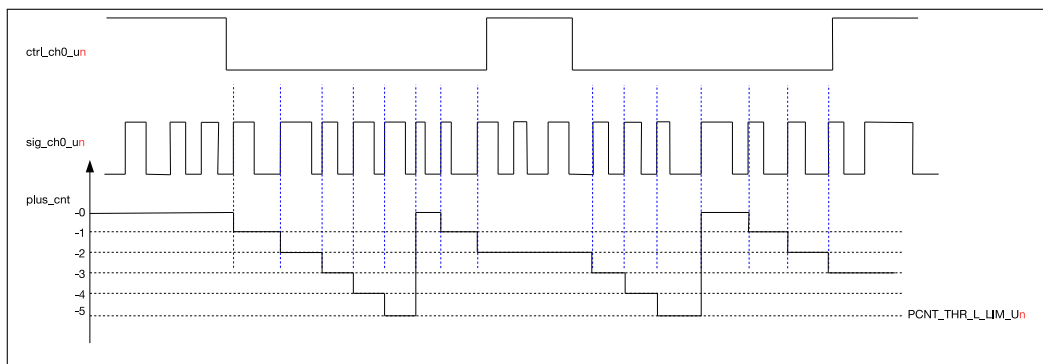 ctrl_ch0_un
sig_ch0_un
plus_cnt
-0
-1
-2
-3
-4
-5
PCNT_THR_L_LIM_Un